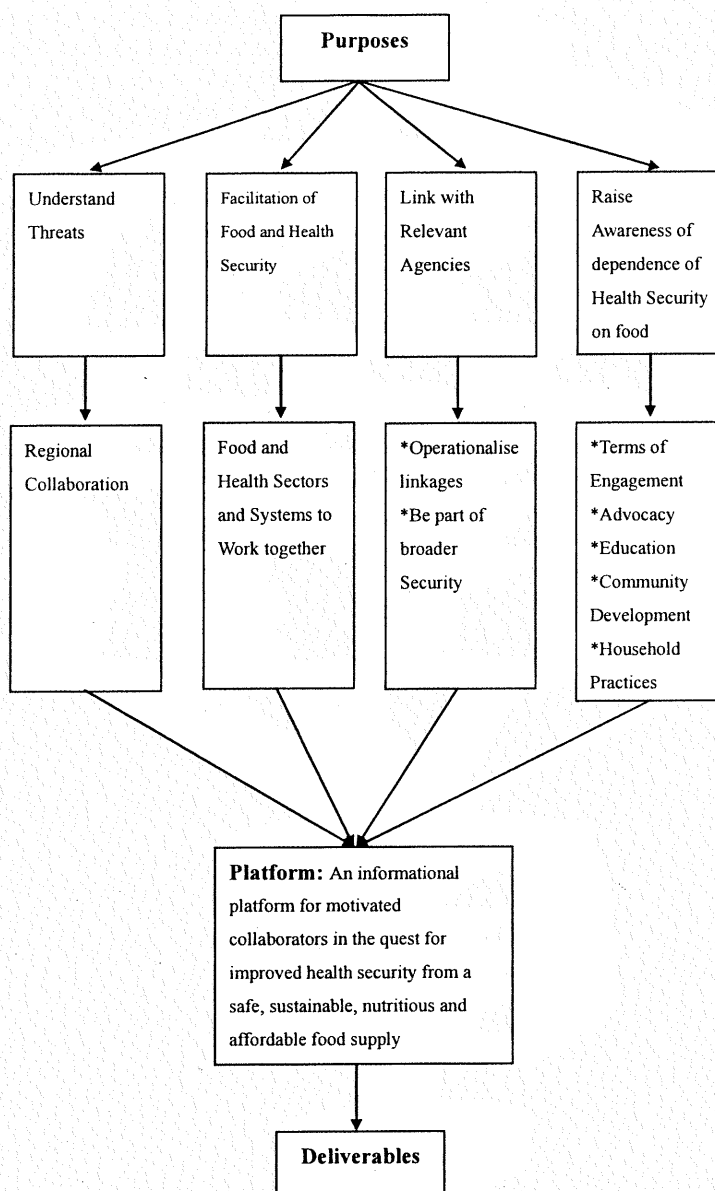 Purposes
Understand
Threats
Facilitation of
Food and Health
Security
Link with
Relevant
Agencies
Raise
Awareness of
dependence of
Health Security
on food
Regional
Collaboration
Food and
Health Sectors
and Systems to
Work together
*Operationalise
linkages
*Be part of
broader
Security
*Terms of
Engagement
*Advocacy
*Education
*Community
Development
*Household
Practices
Platform: An informational
platform for motivated
collaborators in the quest for
improved health security from a
safe, sustainable, nutritious and
affordable food supply
Deliverables